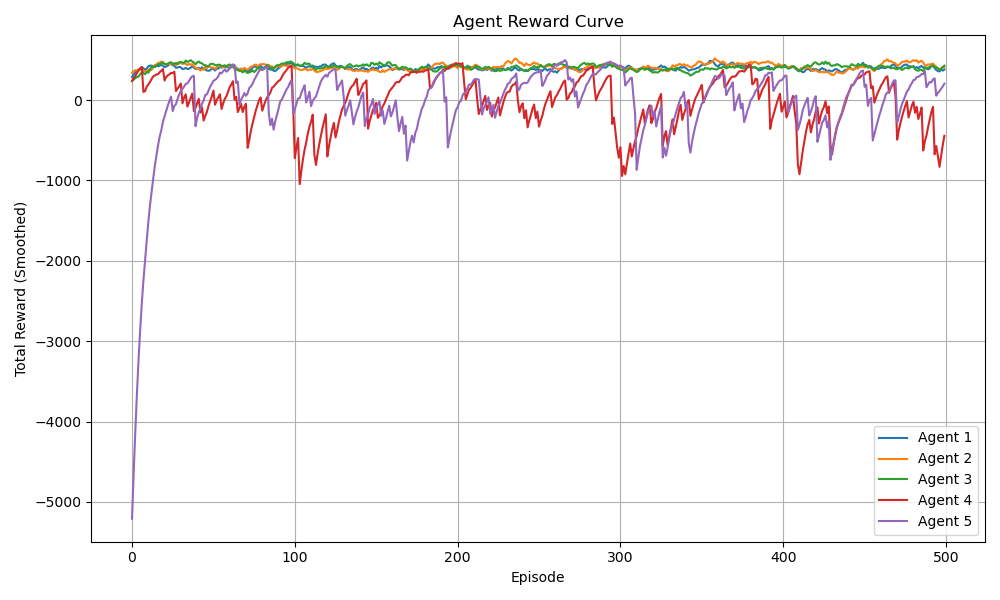 Agent Reward Curve
Total Reward (Smoothed)
0
−1000
−2000
−3000
−4000
−5000
0
100
200
300
400
500
Episode
Agent 1
Agent 2
Agent 3
Agent 4
Agent 5